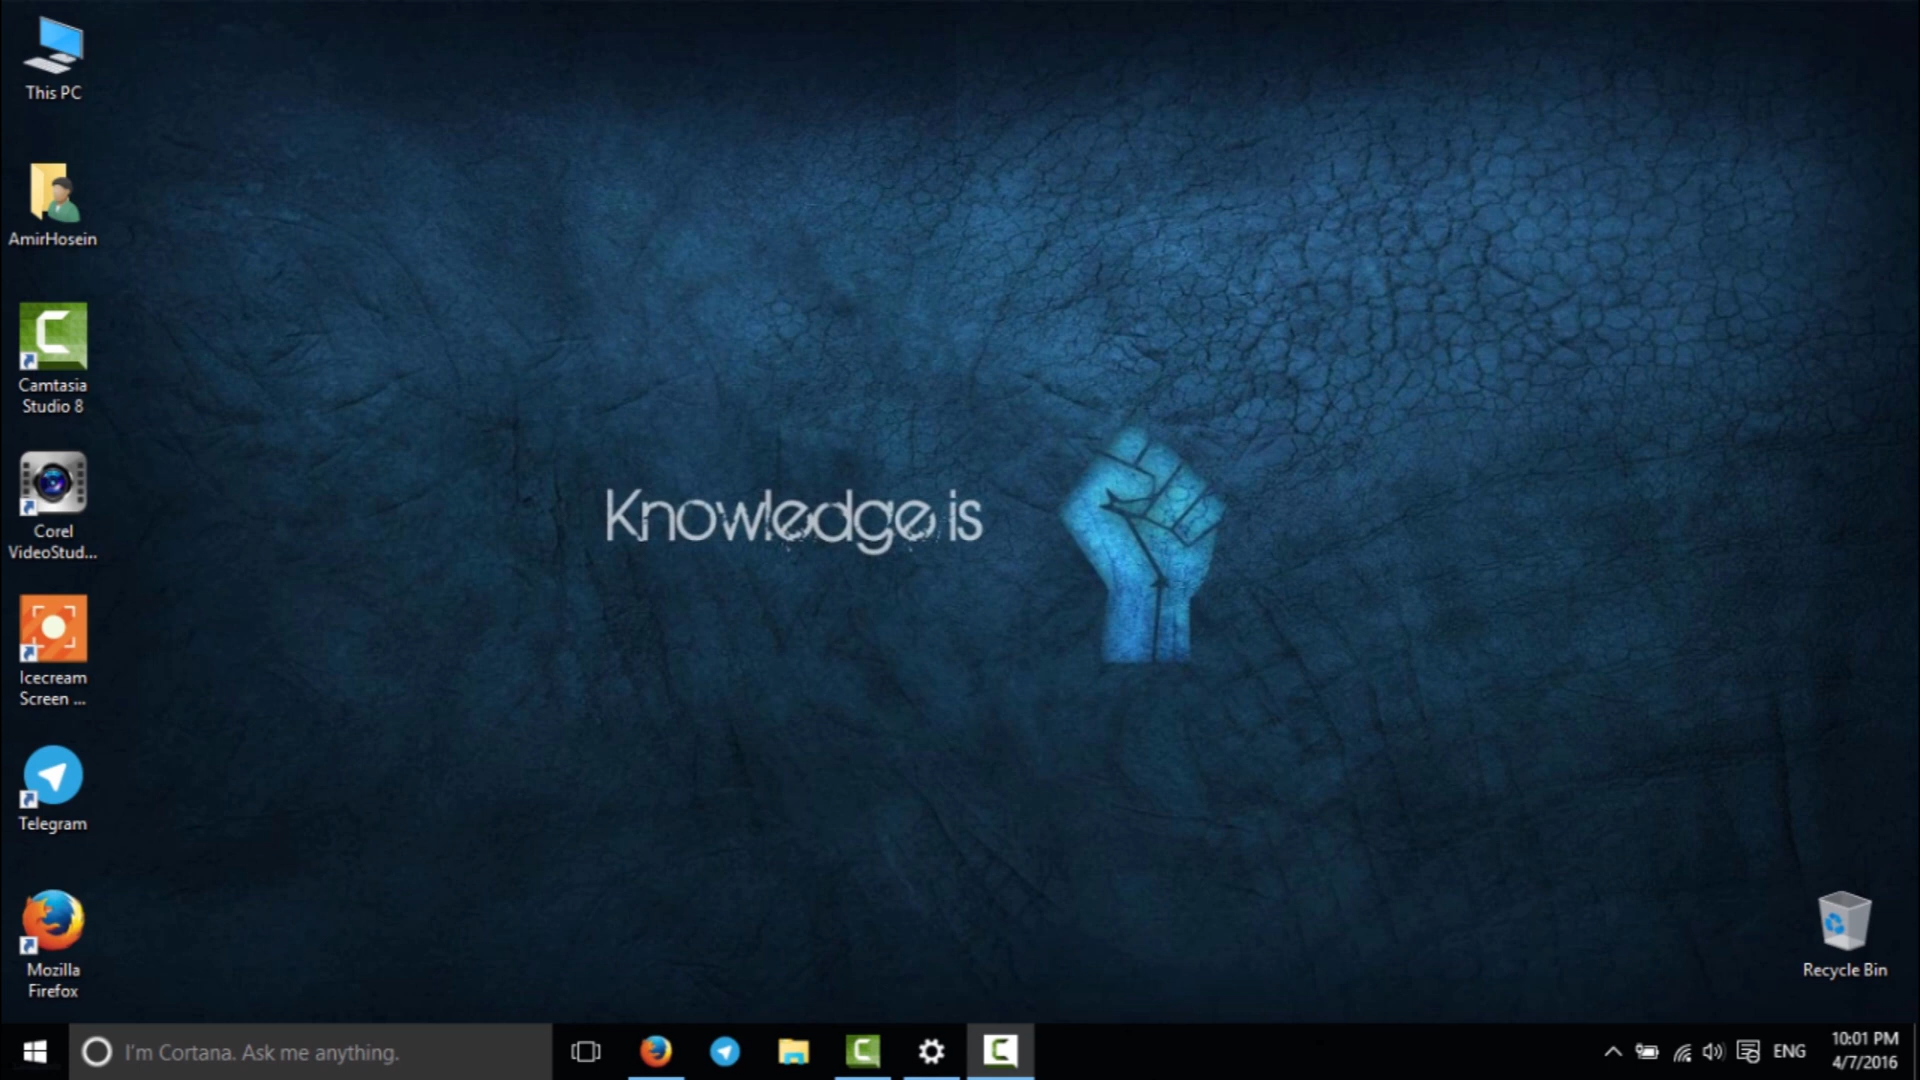 This PC
AmirHosein
Camtasia
Studio 8
Corel
VideoStud...
Icecream
Screen ...
Telegram
Mozilla
Firefox
Knowledge is
Recycle Bin
I'm Cortana. Ask me anything.
ENG
10:01 PM
4/7/2016